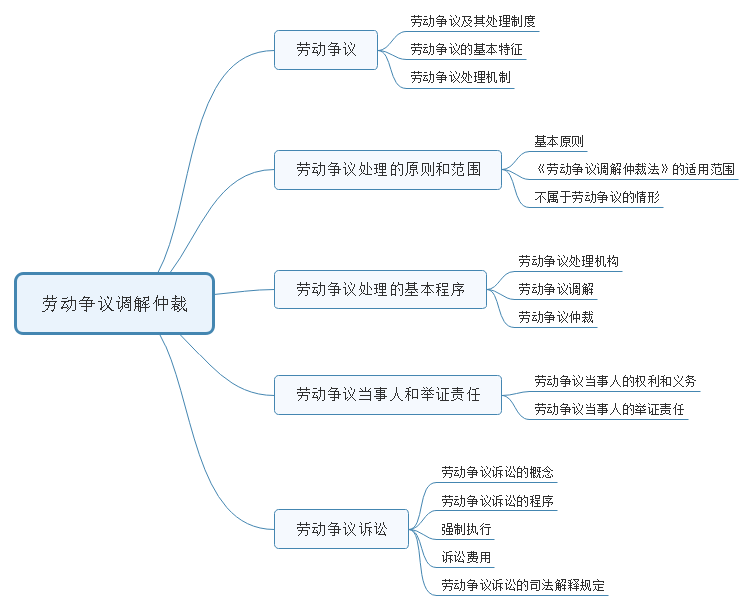 劳动争议调解仲裁
劳动争议
劳动争议及其处理制度
劳动争议的基本特征
劳动争议处理机制
劳动争议处理的原则和范围
基本原则
《劳动争议调解仲裁法》的适用范围
不属于劳动争议的情形
劳动争议处理的基本程序
劳动争议处理机构
劳动争议调解
劳动争议仲裁
劳动争议当事人和举证责任
劳动争议当事人的权利和义务
劳动争议当事人的举证责任
劳动争议诉讼
劳动争议诉讼的概念
劳动争议诉讼的程序
强制执行
诉讼费用
劳动争议诉讼的司法解释规定